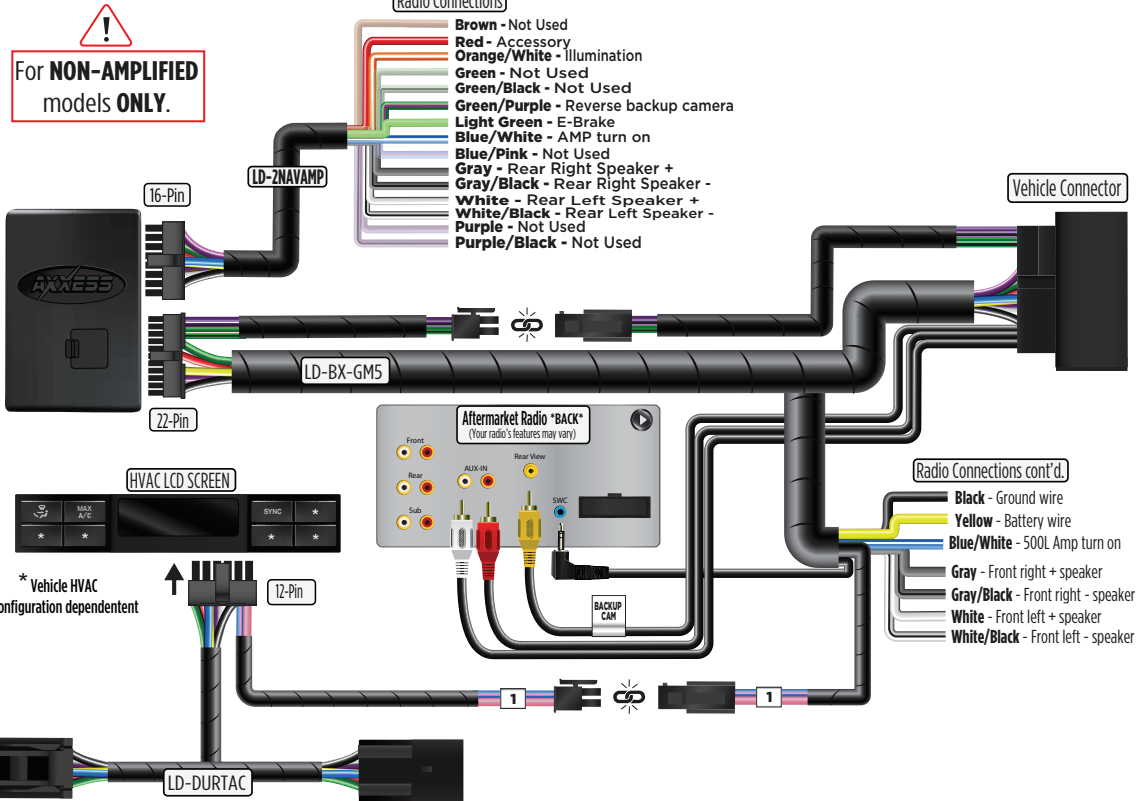 Radio Connections
Brown - Not Used
Red - Accessory
Orange/White - Illumination
Green - Not Used
Green/Black - Not Used
Green/Purple - Reverse backup camera
Light Green - E-Brake
Blue/White - AMP turn on
Blue/Pink - Not Used
Gray - Rear Right Speaker +
Gray/Black - Rear Right Speaker -
White - Rear Left Speaker +
White/Black - Rear Left Speaker -
Purple - Not Used
Purple/Black - Not Used
!
For NON-AMPLIFIED
models ONLY.
LD-2NAVAMP
16-Pin
Vehicle Connector
AXXESS
LD-BX-GM5
22-Pin
Aftermarket Radio *BACK*
(Your radio's features may vary)
Front
Rear
Sub
AUX-IN
Rear View
SWC
BACKUP
CAM
Radio Connections cont'd.
Black - Ground wire
Yellow - Battery wire
Blue/White - 500L Amp turn on
Gray - Front right + speaker
Gray/Black - Front right - speaker
White - Front left + speaker
White/Black - Front left - speaker
HVAC LCD SCREEN
MAX
A/C
SYNC
*
*
*
*
*
* Vehicle HVAC
onfiguration dependentent
12-Pin
1
1
LD-DURTAC